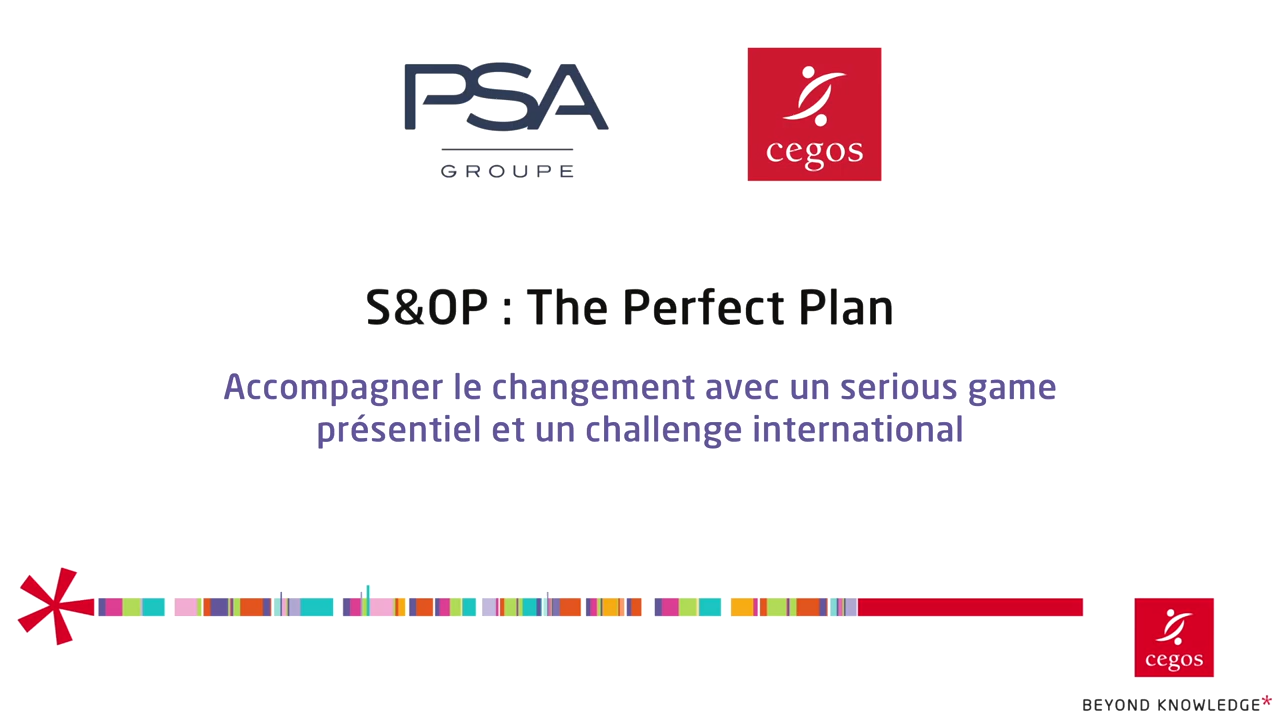 PSA
GROUPE
cegos
S&OP : The Perfect Plan
Accompagner le changement avec un serious game
présentiel et un challenge international
cegos
BEYOND KNOWLEDGE*